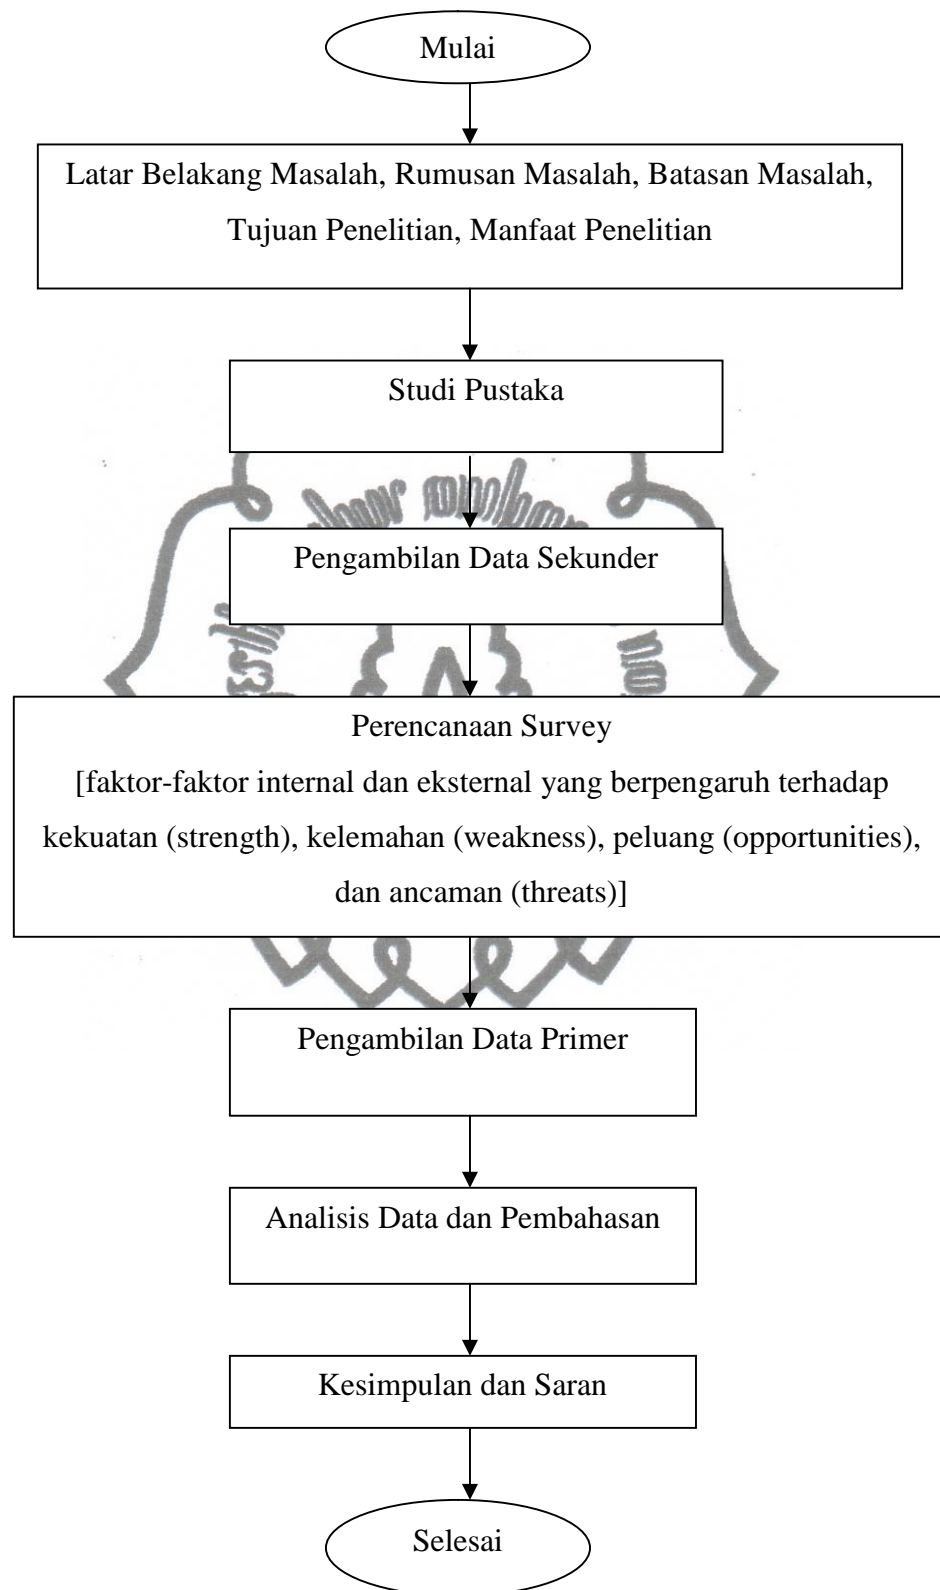 Mulai
Latar Belakang Masalah, Rumusan Masalah, Batasan Masalah,
Tujuan Penelitian, Manfaat Penelitian
Studi Pustaka
Pengambilan Data Sekunder
Perencanaan Survey
[faktor-faktor internal dan eksternal yang berpengaruh terhadap
kekuatan (strength), kelemahan (weakness), peluang (opportunities),
dan ancaman (threats)]
Pengambilan Data Primer
Analisis Data dan Pembahasan
Kesimpulan dan Saran
Selesai